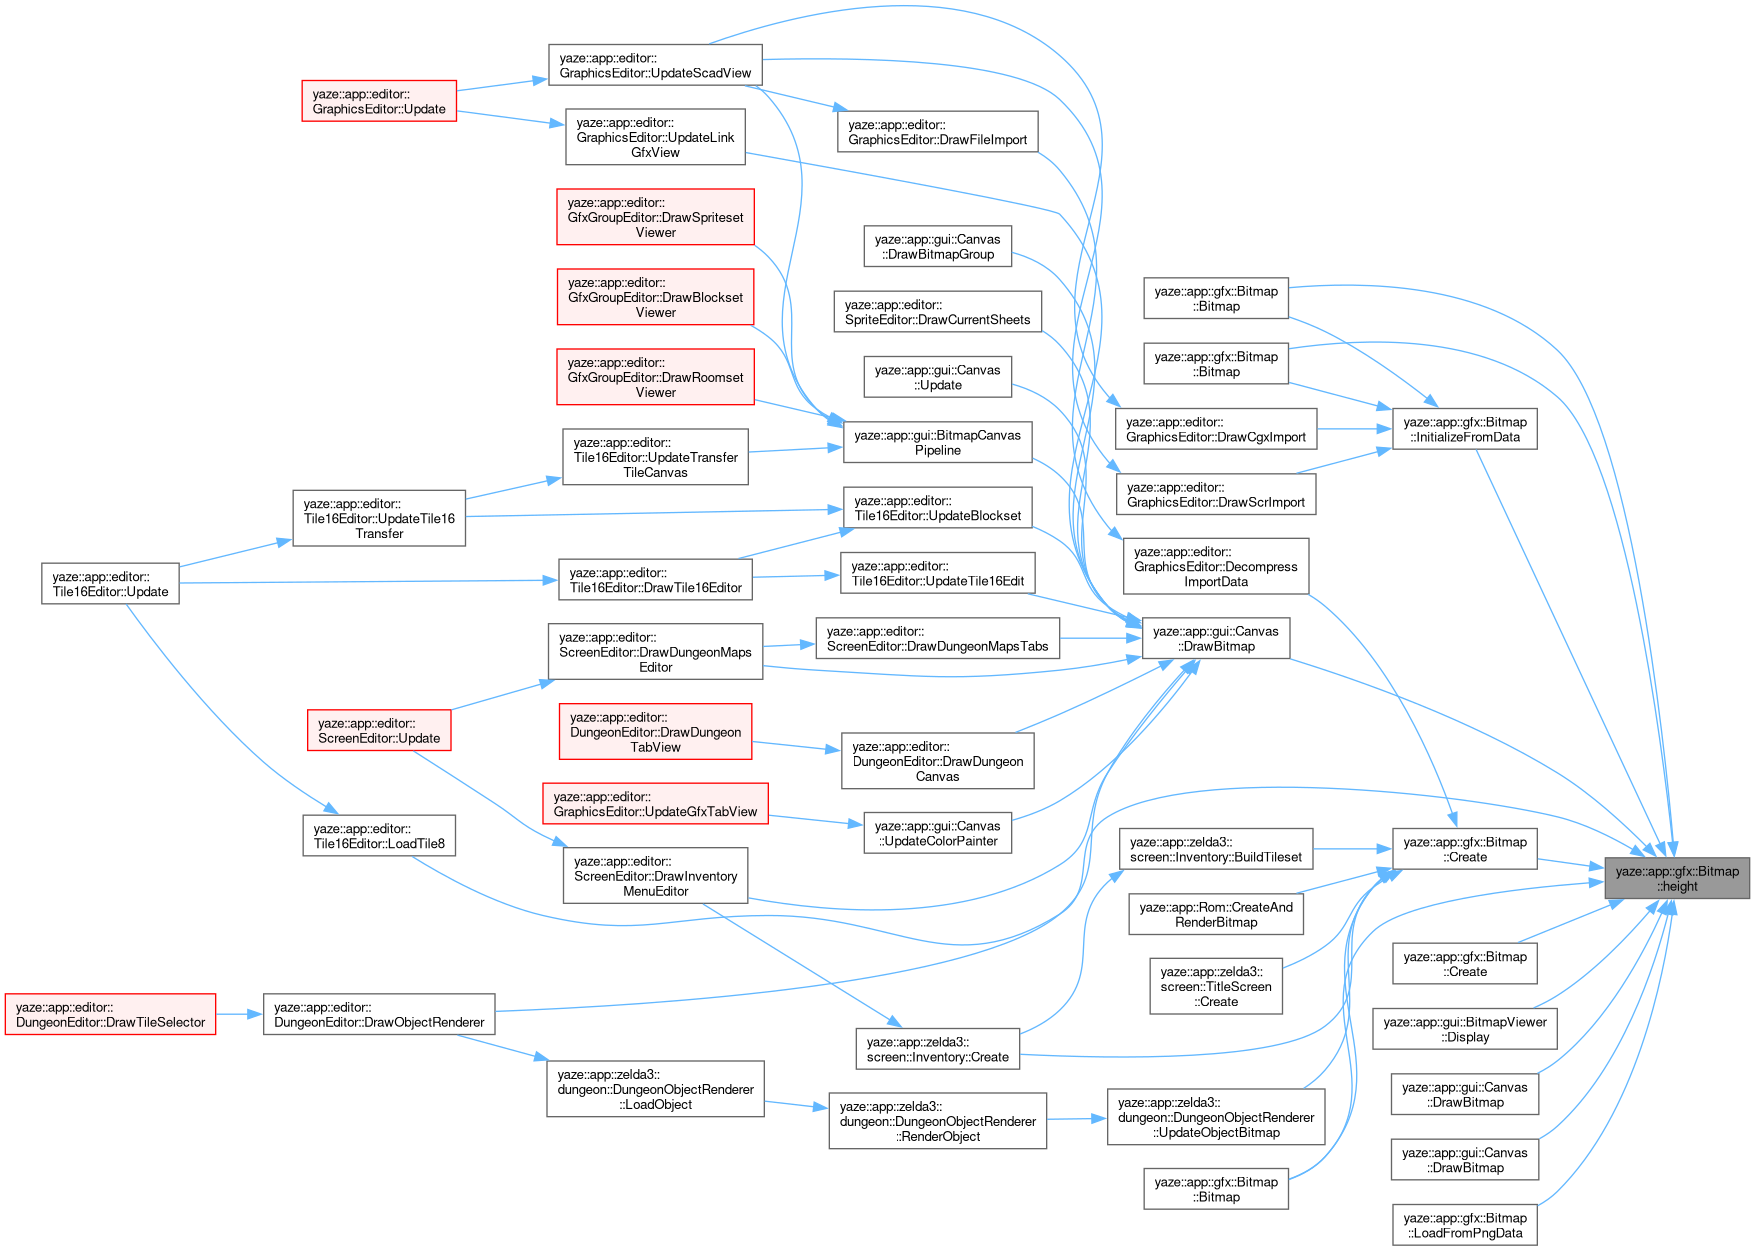 yaze::app::editor::
GraphicsEditor::UpdateScadView
yaze::app::editor::
GraphicsEditor::Update
yaze::app::editor::
GraphicsEditor::UpdateLink
GfxView
yaze::app::editor::
GraphicsEditor::DrawFileImport
yaze::app::editor::
GfxGroupEditor::DrawSpriteset
Viewer
yaze::app::gui::Canvas
::DrawBitmapGroup
yaze::app::editor::
GfxGroupEditor::DrawBlockset
Viewer
yaze::app::editor::
SpriteEditor::DrawCurrentSheets
yaze::app::gfx::Bitmap
::Bitmap
yaze::app::editor::
GfxGroupEditor::DrawRoomset
Viewer
yaze::app::gui::Canvas
::Update
yaze::app::gfx::Bitmap
::Bitmap
yaze::app::editor::
Tile16Editor::UpdateTransfer
TileCanvas
yaze::app::gui::BitmapCanvas
Pipeline
yaze::app::editor::
GraphicsEditor::DrawCgxImport
yaze::app::gfx::Bitmap
::InitializeFromData
yaze::app::editor::
Tile16Editor::UpdateTile16
Transfer
yaze::app::editor::
Tile16Editor::UpdateBlockset
yaze::app::editor::
GraphicsEditor::DrawScrImport
yaze::app::editor::
Tile16Editor::Update
yaze::app::editor::
Tile16Editor::DrawTile16Editor
yaze::app::editor::
Tile16Editor::UpdateTile16Edit
yaze::app::editor::
GraphicsEditor::Decompress
ImportData
yaze::app::editor::
ScreenEditor::DrawDungeonMaps
Editor
yaze::app::editor::
ScreenEditor::DrawDungeonMapsTabs
yaze::app::gui::Canvas
::DrawBitmap
yaze::app::editor::
ScreenEditor::Update
yaze::app::editor::
DungeonEditor::DrawDungeon
TabView
yaze::app::editor::
DungeonEditor::DrawDungeon
Canvas
yaze::app::editor::
GraphicsEditor::UpdateGfxTabView
yaze::app::gui::Canvas
::UpdateColorPainter
yaze::app::editor::
Tile16Editor::LoadTile8
yaze::app::editor::
ScreenEditor::DrawInventory
MenuEditor
yaze::app::zelda3::
screen::Inventory::BuildTileset
yaze::app::gfx::Bitmap
::Create
yaze::app::gfx::Bitmap
::height
yaze::app::Rom::CreateAnd
RenderBitmap
yaze::app::gfx::Bitmap
::Create
yaze::app::zelda3::
screen::TitleScreen
::Create
yaze::app::editor::
DungeonEditor::DrawTileSelector
yaze::app::editor::
DungeonEditor::DrawObjectRenderer
yaze::app::gui::BitmapViewer
::Display
yaze::app::zelda3::
screen::Inventory::Create
yaze::app::zelda3::
dungeon::DungeonObjectRenderer
::LoadObject
yaze::app::gui::Canvas
::DrawBitmap
yaze::app::zelda3::
dungeon::DungeonObjectRenderer
::RenderObject
yaze::app::zelda3::
dungeon::DungeonObjectRenderer
::UpdateObjectBitmap
yaze::app::gui::Canvas
::DrawBitmap
yaze::app::gfx::Bitmap
::Bitmap
yaze::app::gfx::Bitmap
::LoadFromPngData